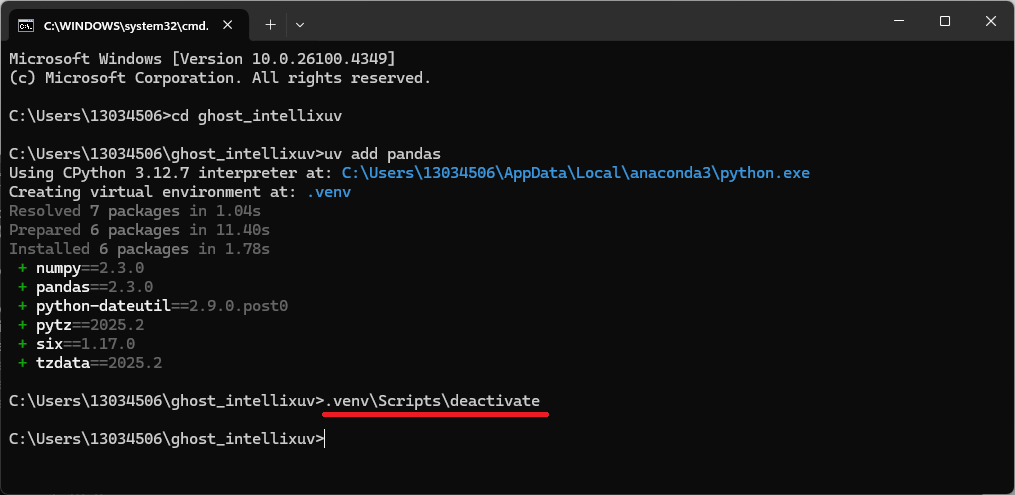 C:\WINDOWS\system32\cmd.
Microsoft Windows [Version 10.0.26100.4349]
(c) Microsoft Corporation. All rights reserved.
C:\Users\13034506>cd ghost_intellixuv
C:\Users\13034506\ghost_intellixuv>uv add pandas
Using CPython 3.12.7 interpreter at: C:\Users\13034506\AppData\Local\anaconda3\python.exe
Creating virtual environment at: .venv
Resolved 7 packages in 1.04s
Prepared 6 packages in 11.40s
Installed 6 packages in 1.78s
+ numpy==2.3.0
+ pandas==2.3.0
+ python-dateutil==2.9.0.post0
+ pytz==2025.2
+ six==1.17.0
+ tzdata==2025.2
C:\Users\13034506\ghost_intellixuv>.venv\Scripts\deactivate
C:\Users\13034506\ghost_intellixuv>